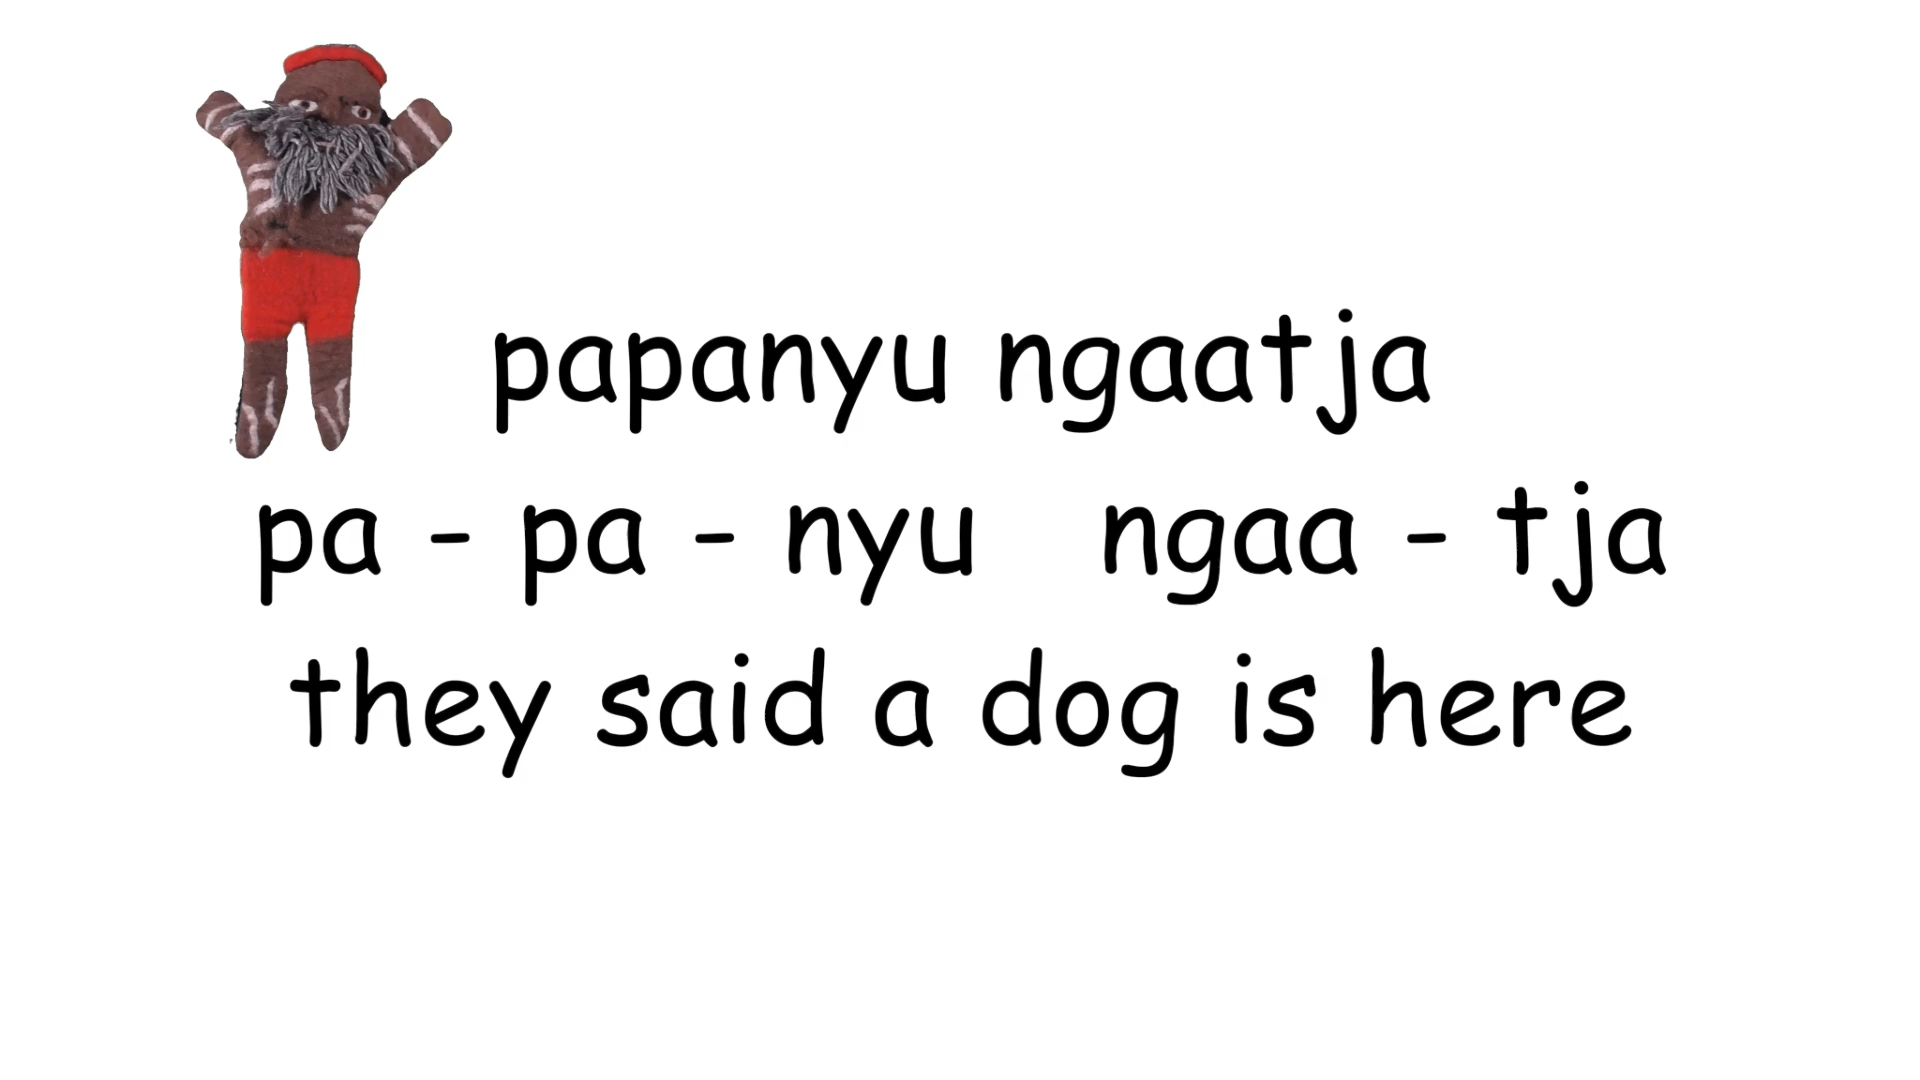 papanyu ngaatja
pa - pa - nyu ngaa - tja
they said a dog is here